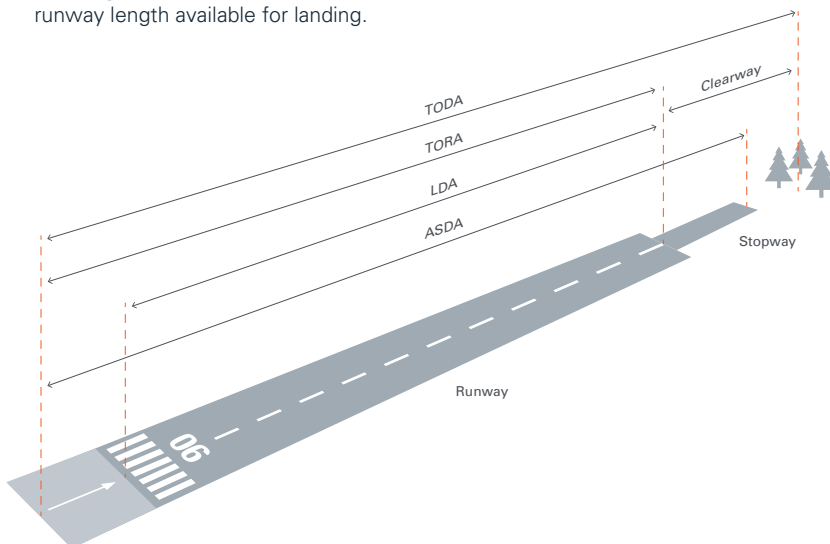 runway length available for landing.
TODA
Clearway
TORA
LDA
ASDA
Stopway
Runway
06